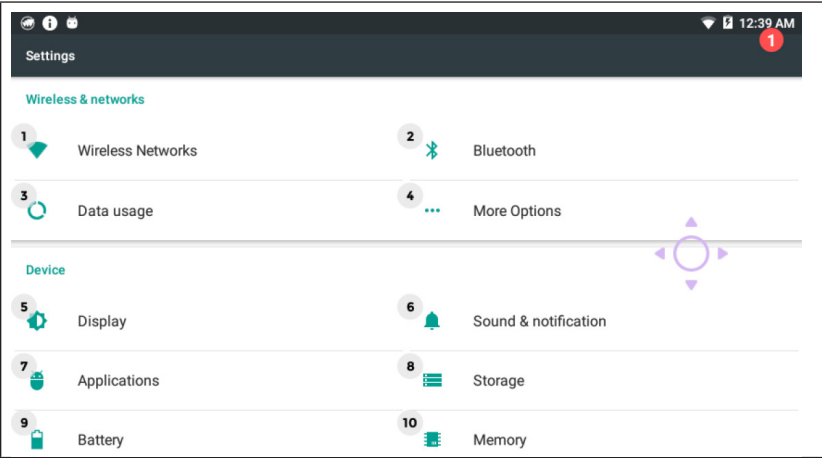 12:39 AM
1
Settings
Wireless & networks
1 Wireless Networks
2 Bluetooth
3 Data usage
4 More Options
Device
5 Display
6 Sound & notification
7 Applications
8 Storage
9 Battery
10 Memory